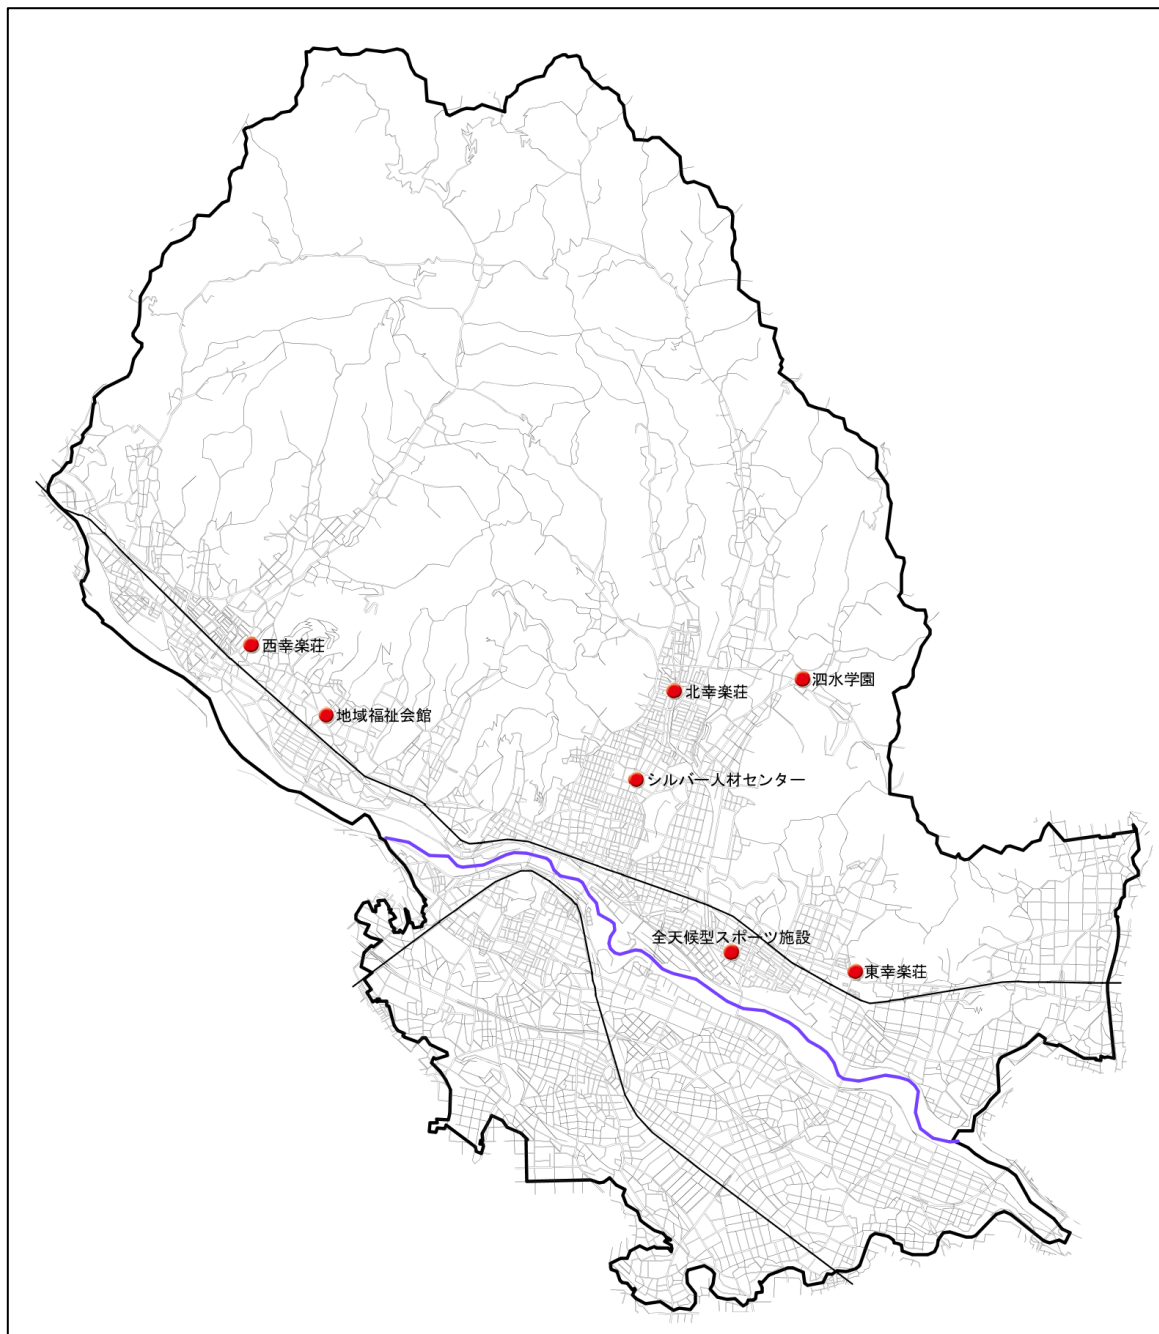 西幸楽荘
泗水学園
北幸楽荘
地域福祉会館
シルバー人材センター
全天候型スポーツ施設
東幸楽荘